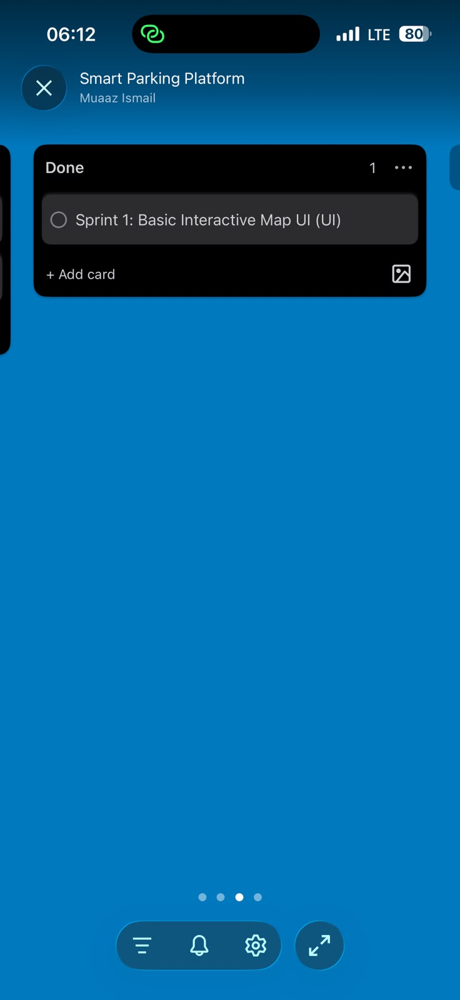 06:12
LTE
80
Smart Parking Platform
Muaaz Ismail
Done
1
Sprint 1: Basic Interactive Map UI (UI)
+ Add card